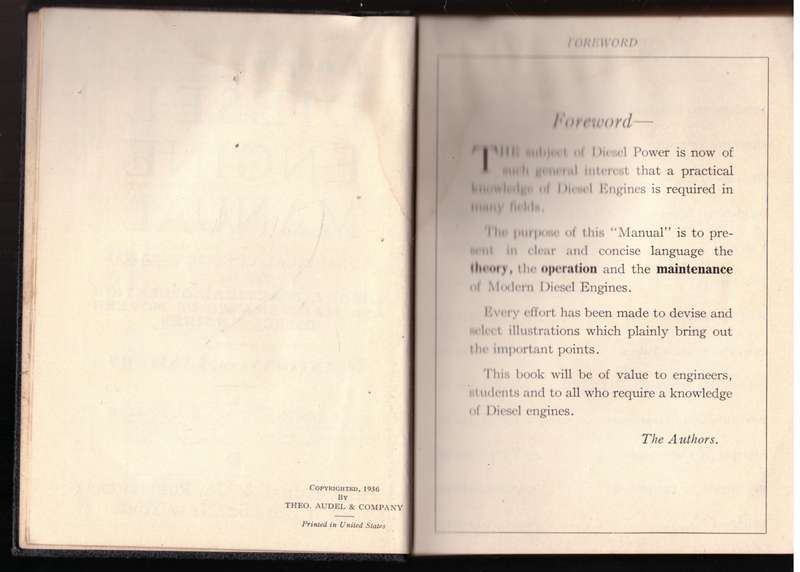 COPYRIGHTED, 1936
BY
THEO. AUDEL & COMPANY
Printed in United States
FOREWORD
Foreword—
THE subject of Diesel Power is now of
such general interest that a practical
knowledge of Diesel Engines is required in
many fields.
The purpose of this "Manual" is to pre-
sent in clear and concise language the
theory, the operation and the maintenance
of Modern Diesel Engines.
Every effort has been made to devise and
select illustrations which plainly bring out
the important points.
This book will be of value to engineers,
students and to all who require a knowledge
of Diesel engines.
The Authors.